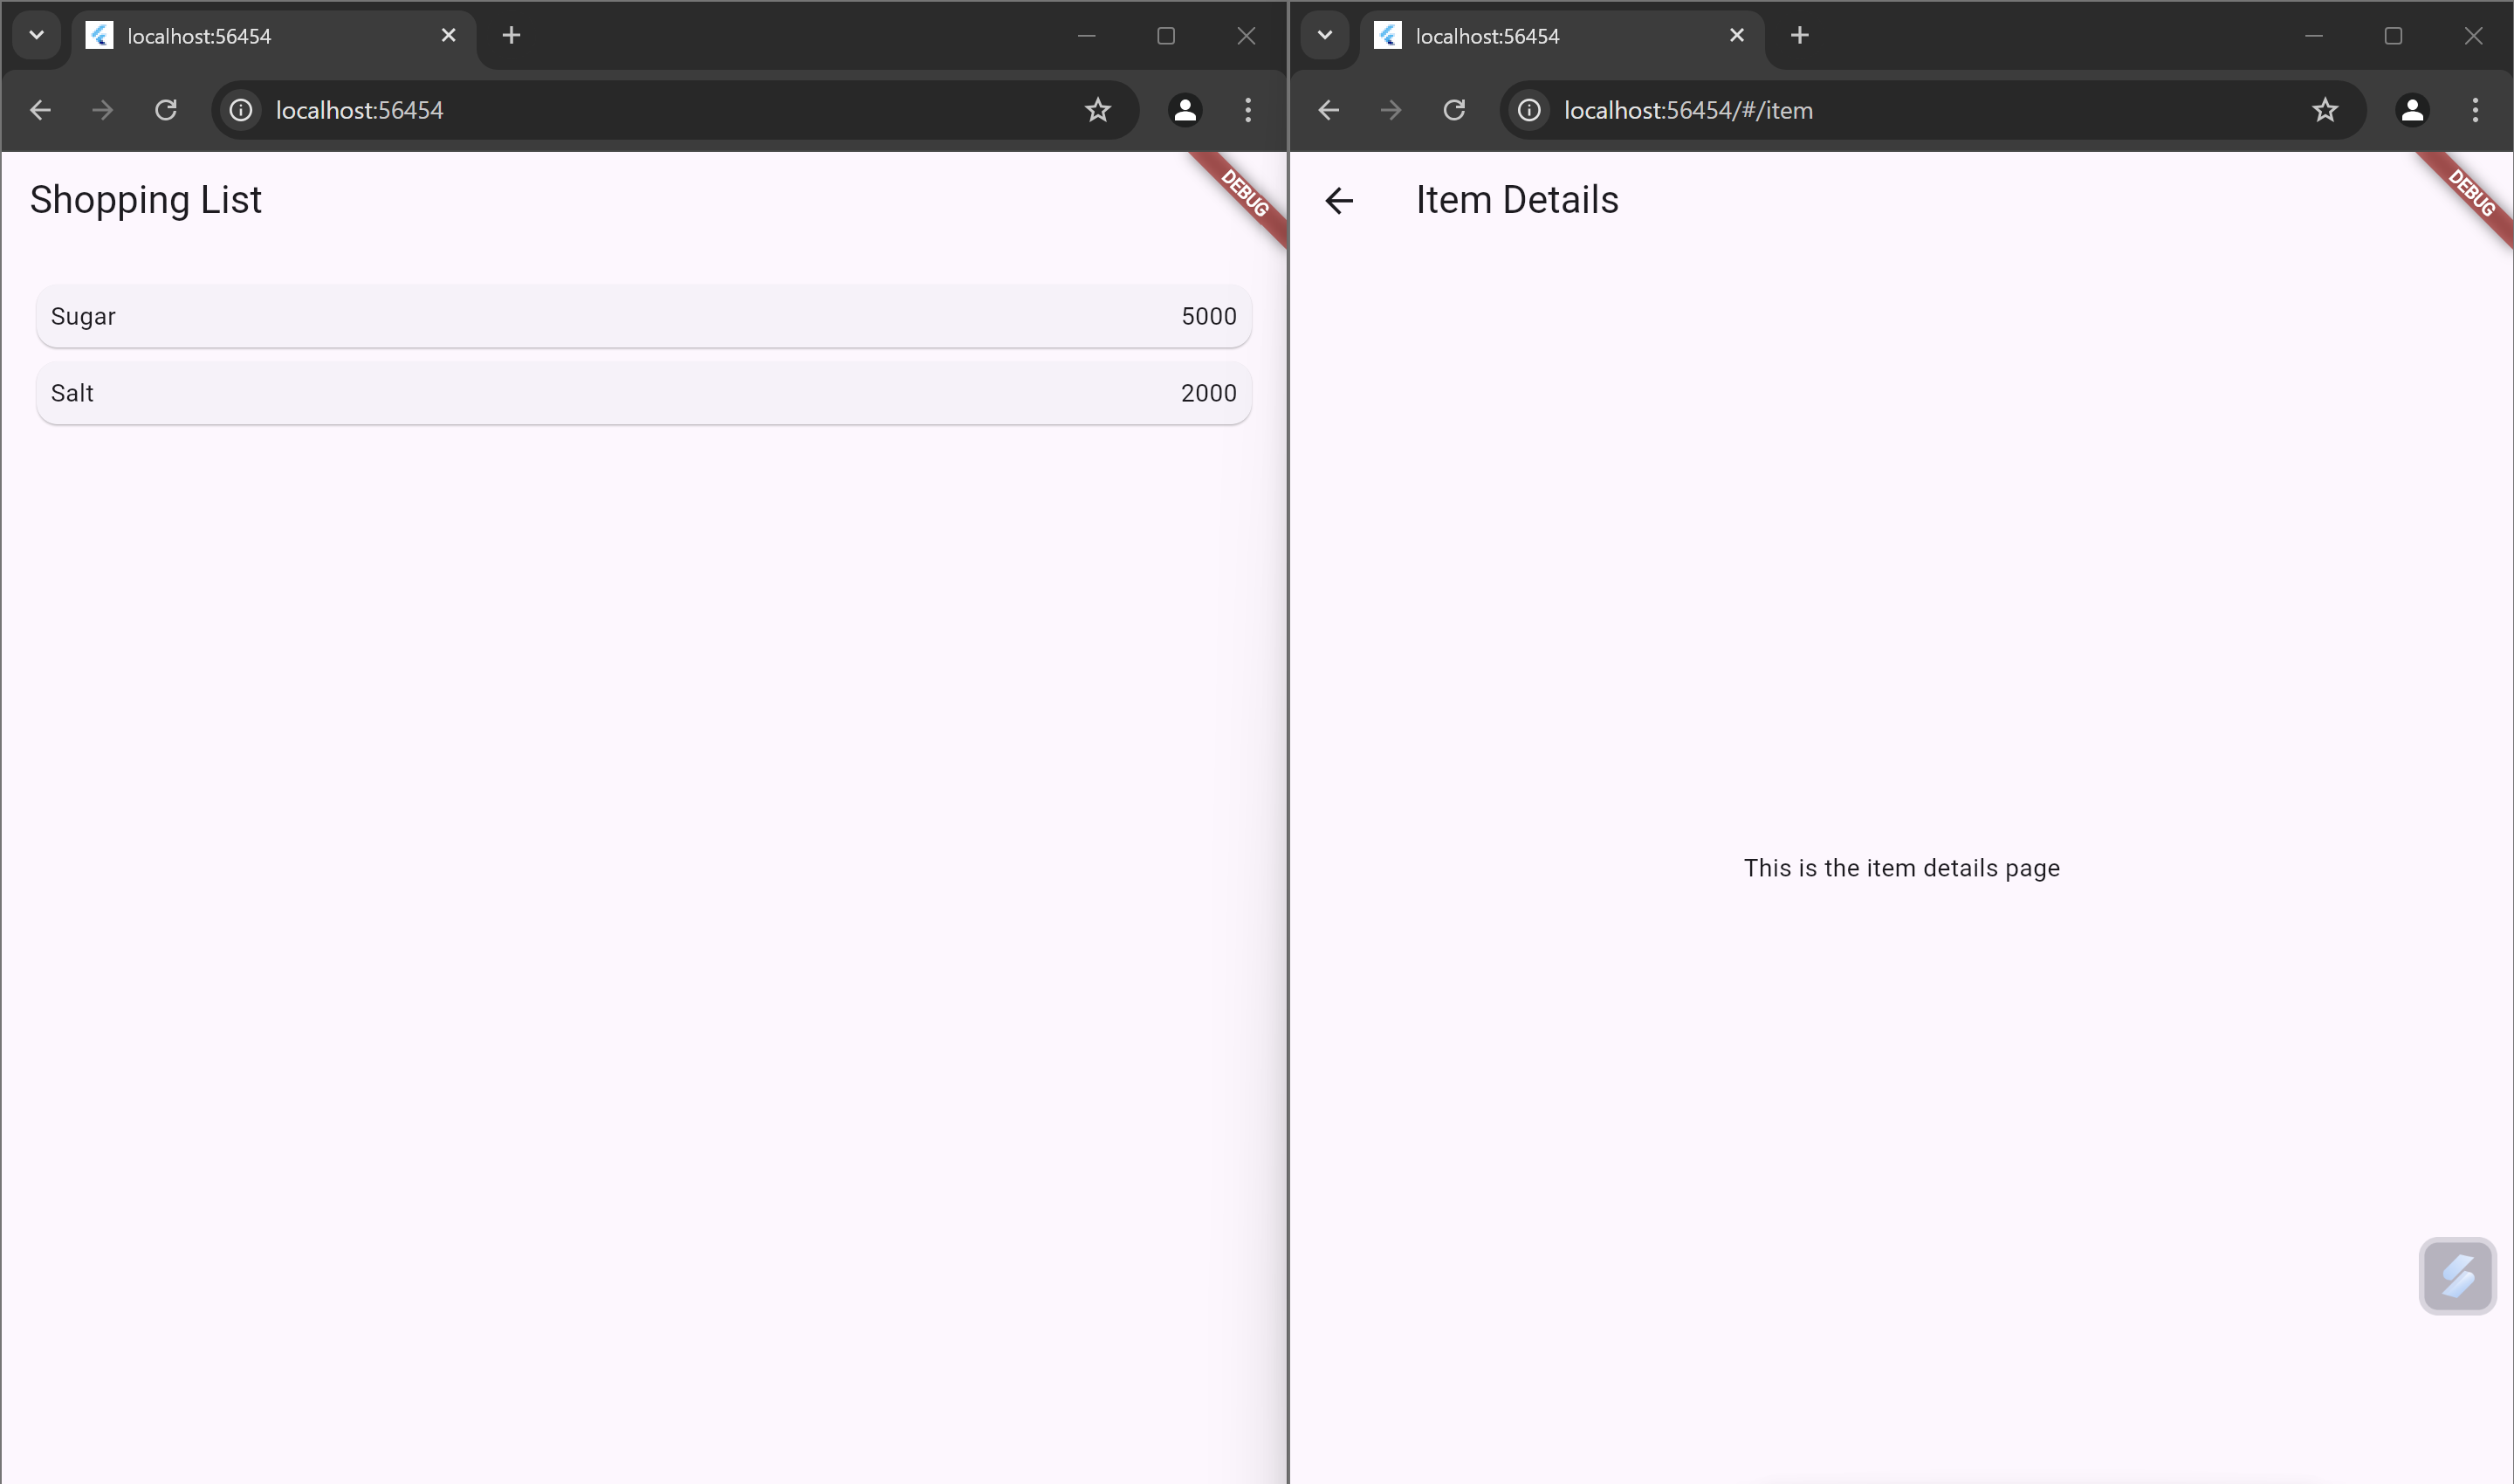 localhost:56454
localhost:56454
Shopping List
DEBUG
Sugar 5000
Salt 2000
localhost:56454
localhost:56454/#/item
Item Details
DEBUG
This is the item details page